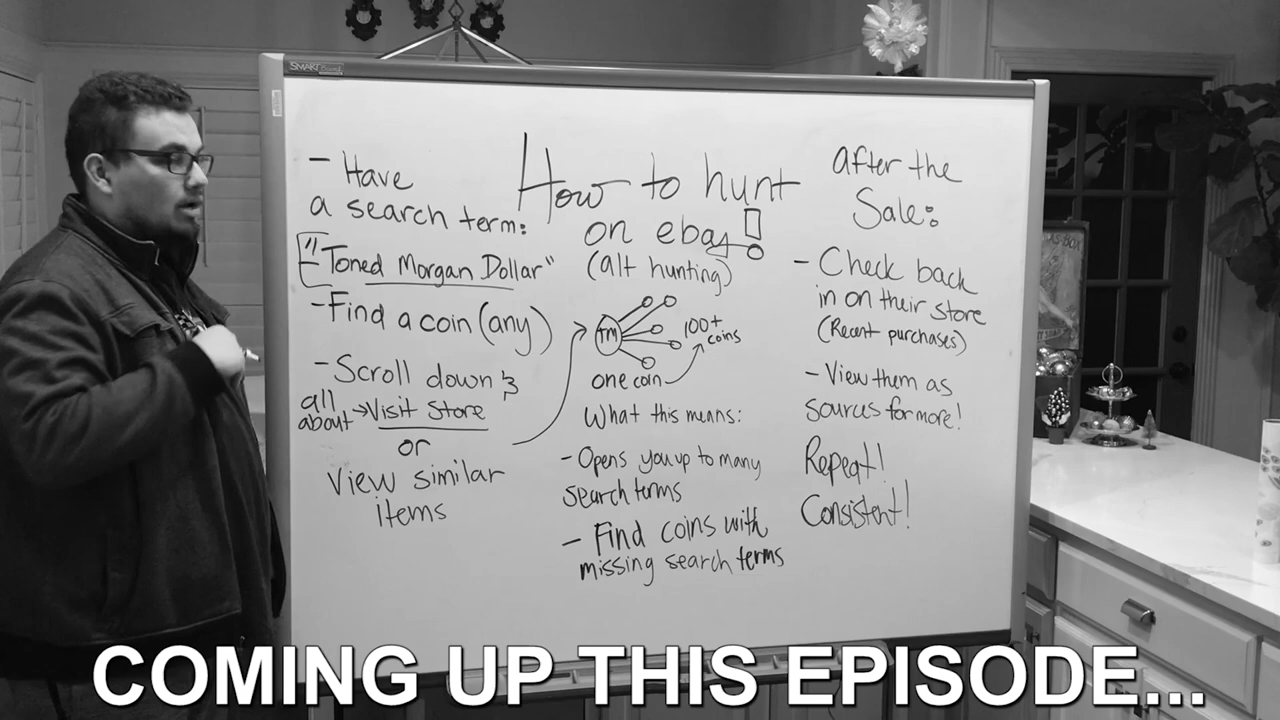 SMART Board
How to hunt
on ebay!
(alt hunting)
- Have
a search term:
"Toned Morgan Dollar"
- Find a coin (any)
- Scroll down &
all about → Visit Store
or
View similar
items
TM
100+
coins
one coin
What this means:
- Opens you up to many
search terms
- Find coins with
missing search terms
after the
Sale:
- Check back
in on their store
(Recent purchases)
- View them as
sources for more!
Repeat!
Consistent!
COMING UP THIS EPISODE...